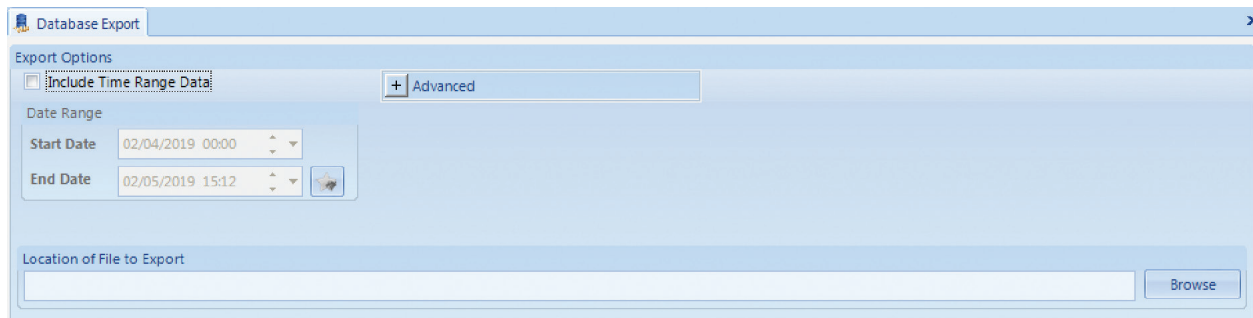 Database Export
Export Options
Include Time Range Data
+ Advanced
Date Range
Start Date 02/04/2019 00:00
End Date 02/05/2019 15:12
Location of File to Export
Browse